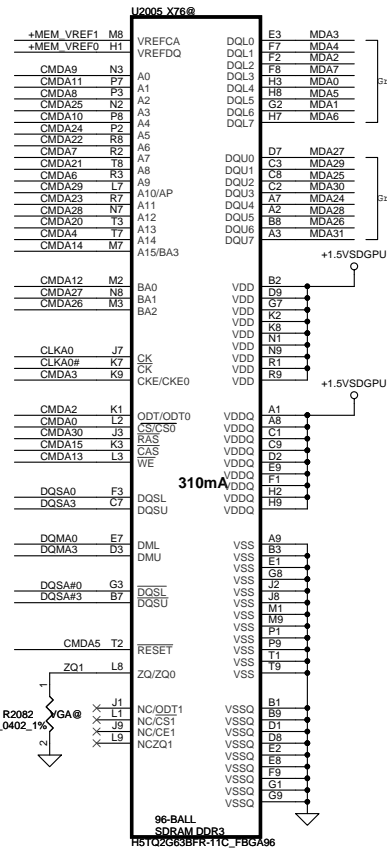 U2005 X76@
+MEM_VREF1 M8 VREFCA
+MEM_VREF0 H1 VREFDQ
CMDA9 N3 A0
CMDA11 P7 A1
CMDA8 P3 A2
CMDA25 N2 A3
CMDA10 P8 A4
CMDA24 P2 A5
CMDA22 R8 A6
CMDA7 R2 A7
CMDA21 T8 A8
CMDA6 R3 A9
CMDA29 L7 A10/AP
CMDA23 R7 A11
CMDA28 N7 A12
CMDA20 T3 A13
CMDA4 T7 A14
CMDA14 M7 A15/BA3
CMDA12 M2 BA0
CMDA27 N8 BA1
CMDA26 M3 BA2
CLKA0 J7 CK
CLKA0# K7 CK
CMDA3 K9 CKE/CKE0
CMDA2 K1 ODT/ODT0
CMDA0 L2 CS/CS0
CMDA30 J3 RAS
CMDA15 K3 CAS
CMDA13 L3 WE
DQSA0 F3 DQSL
DQSA3 C7 DQSU
DQMA0 E7 DML
DQMA3 D3 DMU
DQSA#0 G3 DQSL
DQSA#3 B7 DQSU
CMDA5 T2 RESET
ZQ1 L8 ZQ/ZQ0
J1 NC/ODT1
L1 NC/CS1
J9 NC/CE1
L9 NCZQ1
1
R2082 VGA@
_0402_1%
2
DQL0 E3 MDA3
DQL1 F7 MDA4
DQL2 F2 MDA2
DQL3 F8 MDA7
DQL4 H3 MDA0
DQL5 H8 MDA5
DQL6 G2 MDA1
DQL7 H7 MDA6
Gr
DQU0 D7 MDA27
DQU1 C3 MDA29
DQU2 C8 MDA25
DQU3 C2 MDA30
DQU4 A7 MDA24
DQU5 A2 MDA28
DQU6 B8 MDA26
DQU7 A3 MDA31
Gr
+1.5VSDGPU
VDD B2
VDD D9
VDD G7
VDD K2
VDD K8
VDD N1
VDD N9
VDD R1
VDD R9
+1.5VSDGPU
VDDQ A1
VDDQ A8
VDDQ C1
VDDQ C9
VDDQ D2
VDDQ E9
VDDQ F1
VDDQ H2
VDDQ H9
310mA
VSS A9
VSS B3
VSS E1
VSS G8
VSS J2
VSS J8
VSS M1
VSS M9
VSS P1
VSS P9
VSS T1
VSS T9
VSSQ B1
VSSQ B9
VSSQ D1
VSSQ D8
VSSQ E2
VSSQ E8
VSSQ F9
VSSQ G1
VSSQ G9
96-BALL
SDRAM DDR3
H5TQ2G63BFR-11C_FBGA96